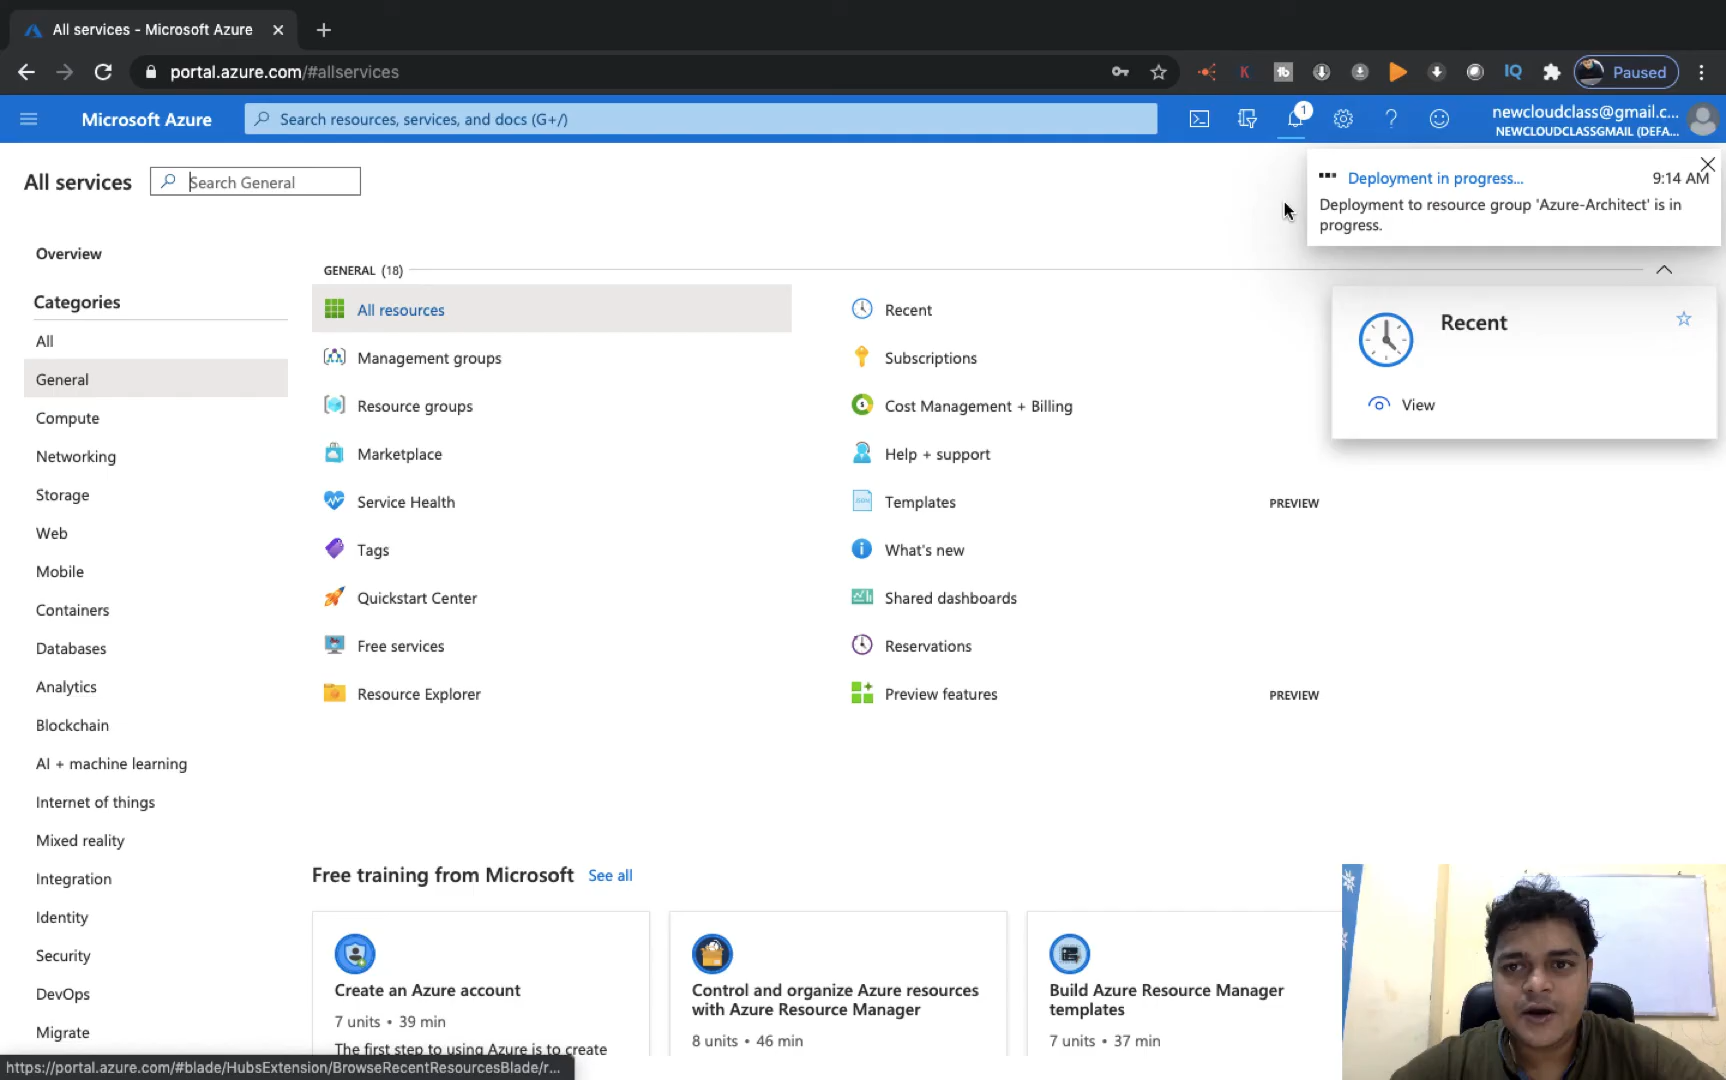 All services - Microsoft Azure
portal.azure.com/#allservices
K
tb
IQ
Paused
Microsoft Azure
Search resources, services, and docs (G+/)
1
newcloudclass@gmail.c...
NEWCLOUDCLASSGMAIL (DEFA...
All services
Search General
Deployment in progress...
9:14 AM
Deployment to resource group 'Azure-Architect' is in
progress.
Overview
Categories
All
General
Compute
Networking
Storage
Web
Mobile
Containers
Databases
Analytics
Blockchain
AI + machine learning
Internet of things
Mixed reality
Integration
Identity
Security
DevOps
Migrate
GENERAL (18)
All resources
Recent
Management groups
Subscriptions
Resource groups
Cost Management + Billing
Marketplace
Help + support
Service Health
Templates
PREVIEW
Tags
What's new
Quickstart Center
Shared dashboards
Free services
Reservations
Resource Explorer
Preview features
PREVIEW
Recent
View
Free training from Microsoft
See all
Create an Azure account
7 units • 39 min
The first step to using Azure is to create
Control and organize Azure resources
with Azure Resource Manager
8 units • 46 min
Build Azure Resource Manager
templates
7 units • 37 min
https://portal.azure.com/#blade/HubsExtension/BrowseRecentResourcesBlade/r...